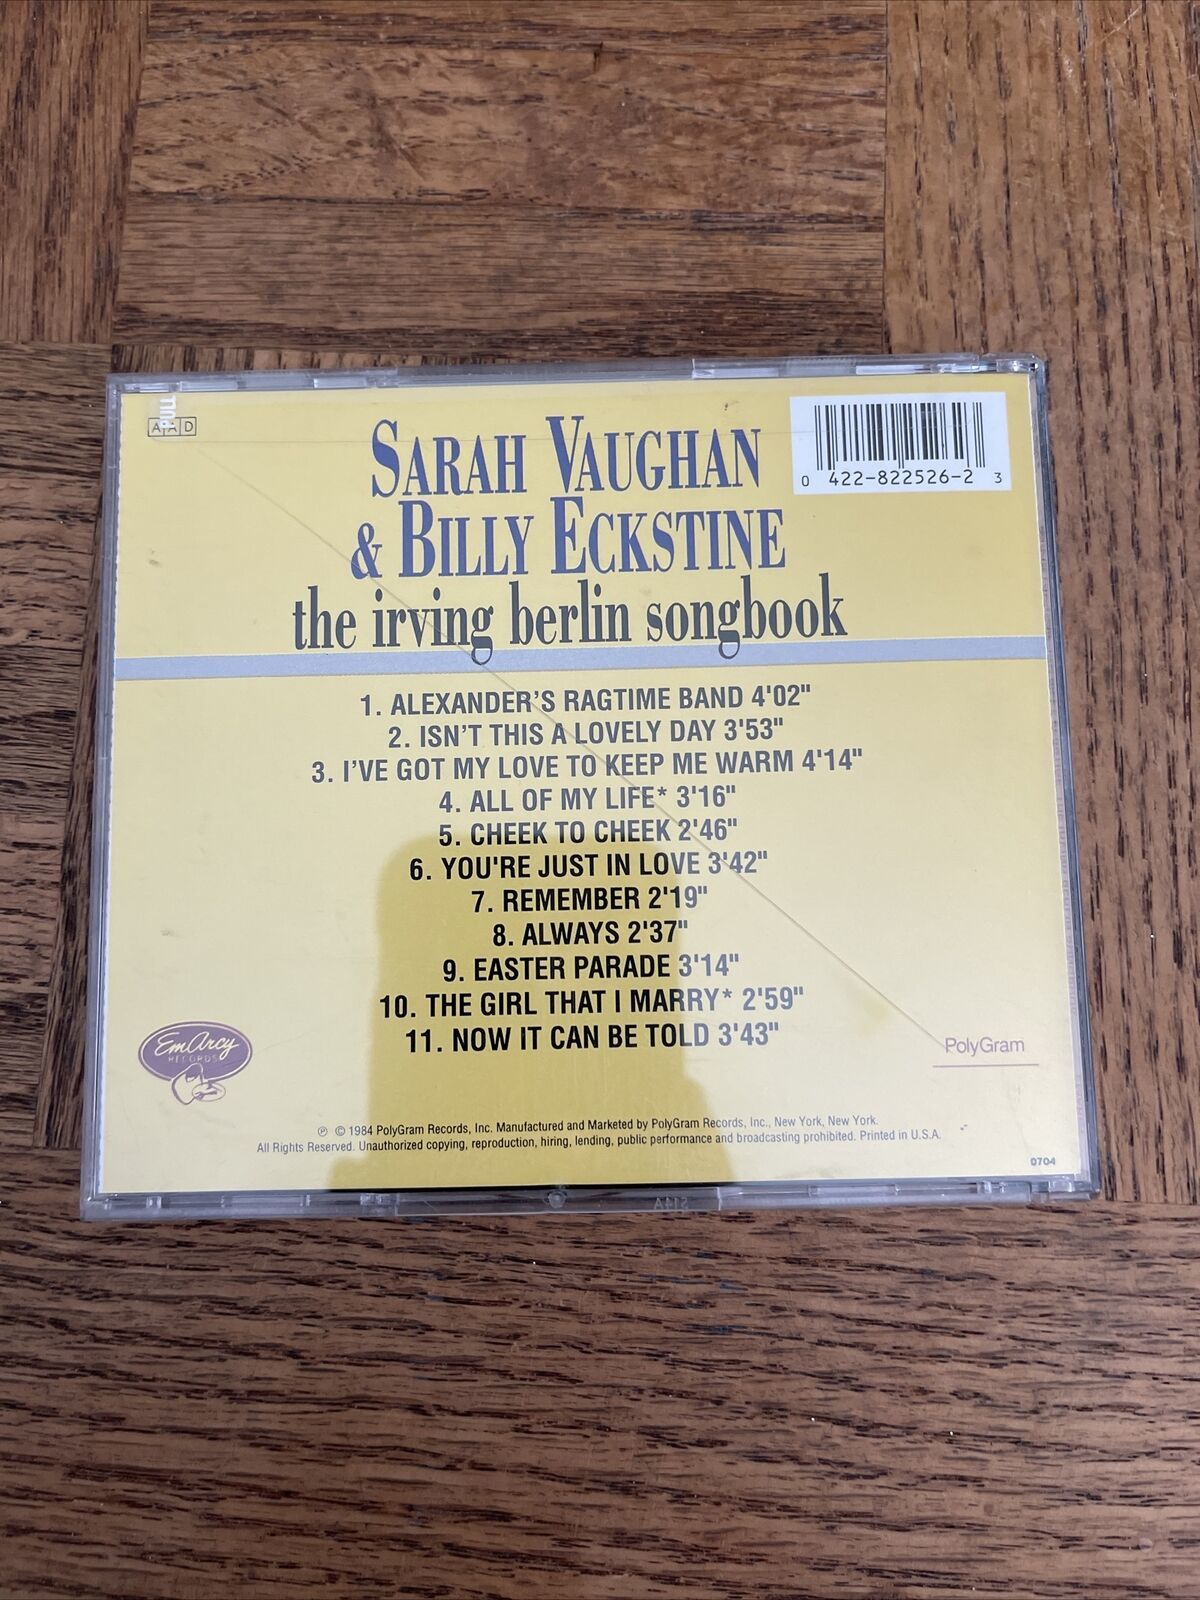 AAD
SARAH VAUGHAN
& BILLY ECKSTINE
the irving berlin songbook
0 422-822526-2 3
1. ALEXANDER'S RAGTIME BAND 4'02"
2. ISN'T THIS A LOVELY DAY 3'53"
3. I'VE GOT MY LOVE TO KEEP ME WARM 4'14"
4. ALL OF MY LIFE* 3'16"
5. CHEEK TO CHEEK 2'46"
6. YOU'RE JUST IN LOVE 3'42"
7. REMEMBER 2'19"
8. ALWAYS 2'37"
9. EASTER PARADE 3'14"
10. THE GIRL THAT I MARRY* 2'59"
11. NOW IT CAN BE TOLD 3'43"
EmArcy
RECORDS
PolyGram
℗ © 1984 PolyGram Records, Inc. Manufactured and Marketed by PolyGram Records, Inc., New York, New York.
All Rights Reserved. Unauthorized copying, reproduction, hiring, lending, public performance and broadcasting prohibited. Printed in U.S.A.
0704